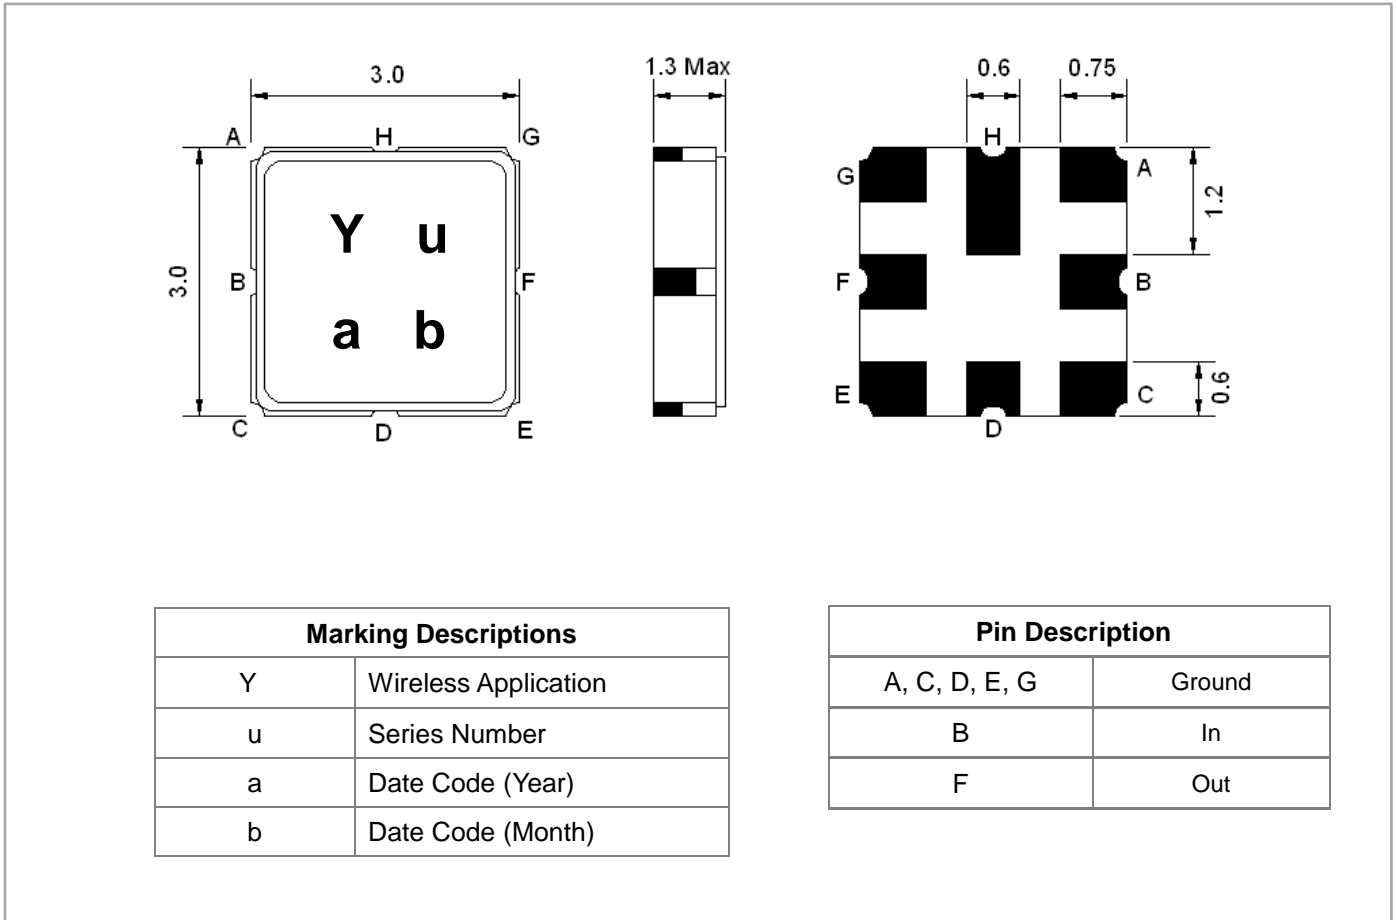 3.0
1.3 Max
0.6
0.75
A
H
G
Y u
a b
3.0
B
F
C
D
E
H
G
A
1.2
F
B
E
C
0.6
D
Marking Descriptions
Y Wireless Application
u Series Number
a Date Code (Year)
b Date Code (Month)
Pin Description
A, C, D, E, G Ground
B In
F Out